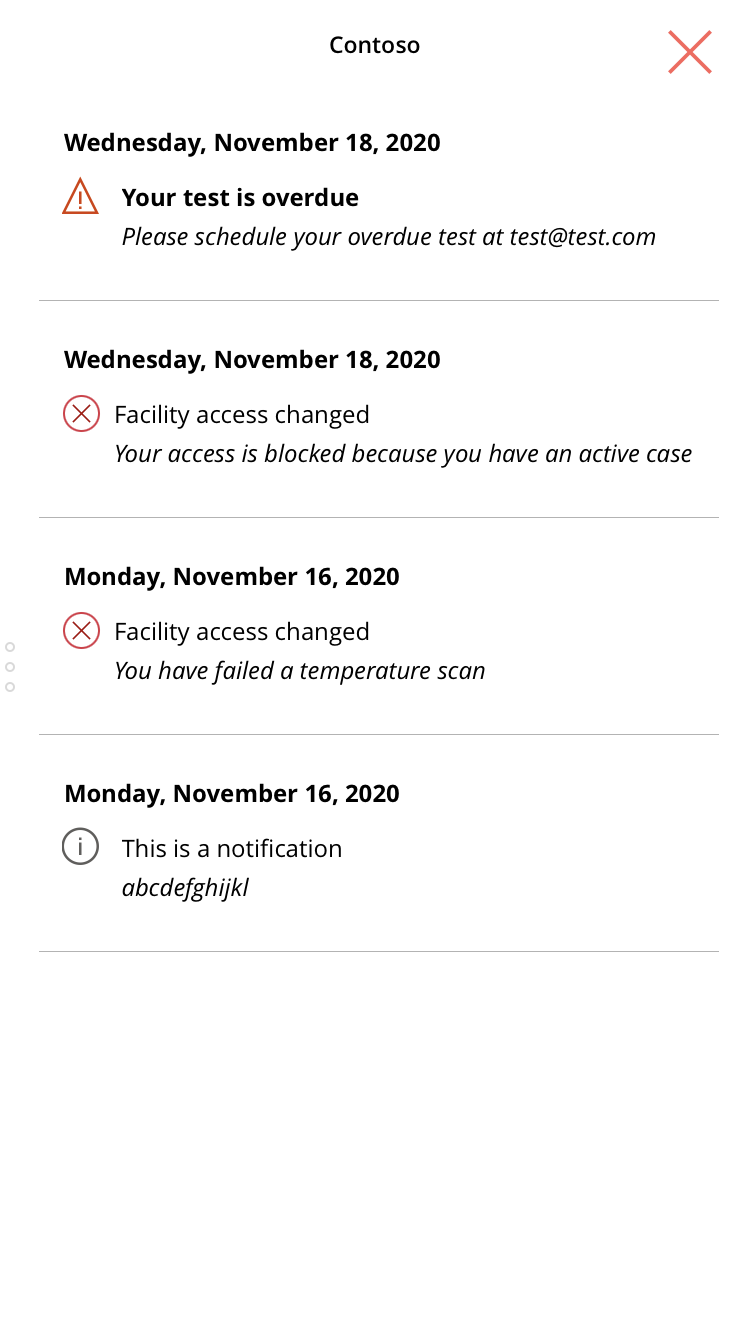 Contoso
Wednesday, November 18, 2020
Your test is overdue
Please schedule your overdue test at test@test.com
Wednesday, November 18, 2020
Facility access changed
Your access is blocked because you have an active case
Monday, November 16, 2020
Facility access changed
You have failed a temperature scan
Monday, November 16, 2020
This is a notification
abcdefghijkl